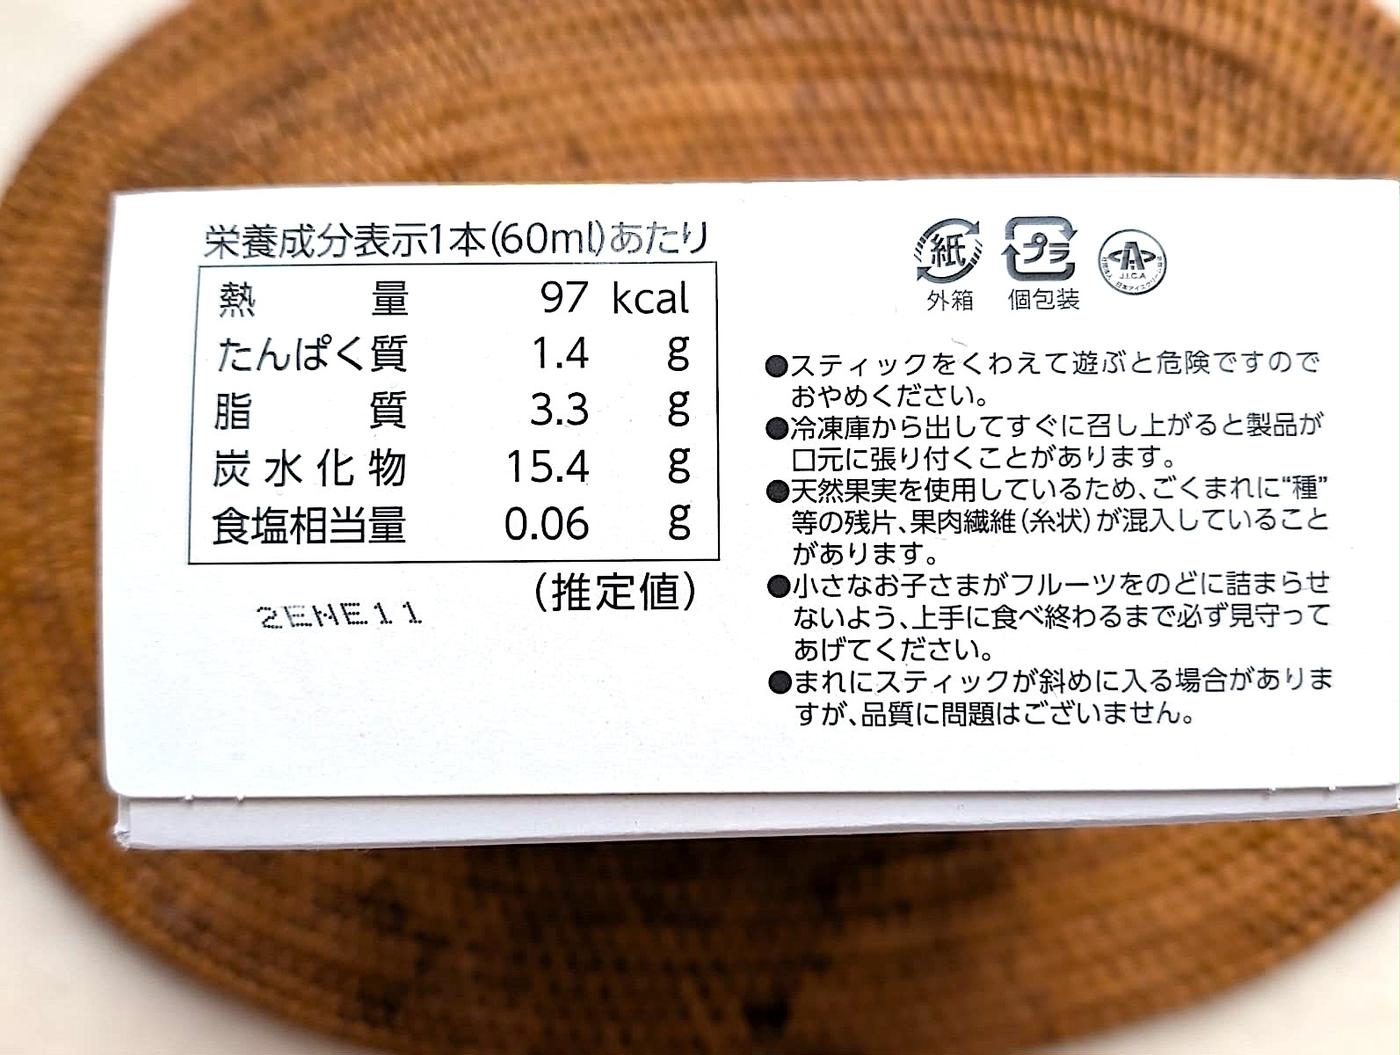 栄養成分表示1本(60ml)あたり
熱量 97 kcal
たんぱく質 1.4 g
脂質 3.3 g
炭水化物 15.4 g
食塩相当量 0.06 g
(推定値)
2EHE11
紙
外箱
プラ
個包装
A
J.I.C.A
●スティックをくわえて遊ぶと危険ですので
おやめください。
●冷凍庫から出してすぐに召し上がると製品が
口元に張り付くことがあります。
●天然果実を使用しているため、ごくまれに“種”
等の残片、果肉繊維(糸状)が混入していること
があります。
●小さなお子さまがフルーツをのどに詰まらせ
ないよう、上手に食べ終わるまで必ず見守って
あげてください。
●まれにスティックが斜めに入る場合がありま
すが、品質に問題はございません。